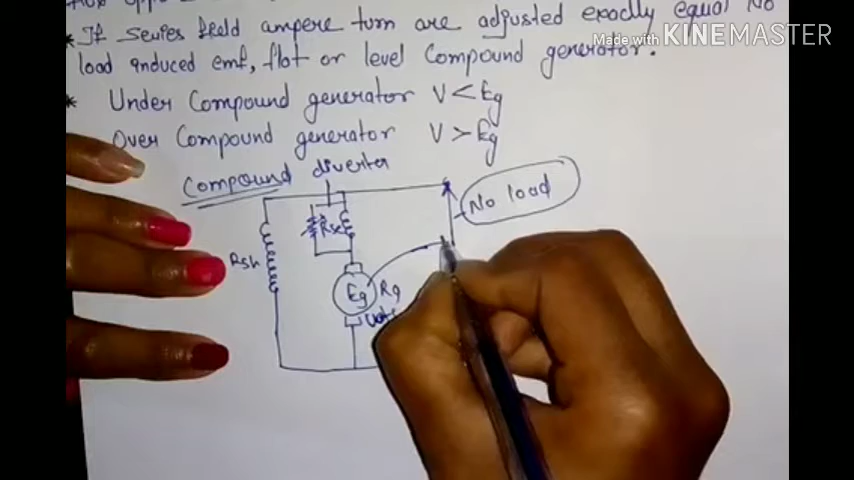 * If series field ampere turn are adjusted exactly equal No
Made with KINEMASTER
load induced emf, flat or level Compound generator.
* Under Compound generator V < Eg
Over Compound generator V > Eg
Compound diverter
No load
Rse
Rsh
Eg